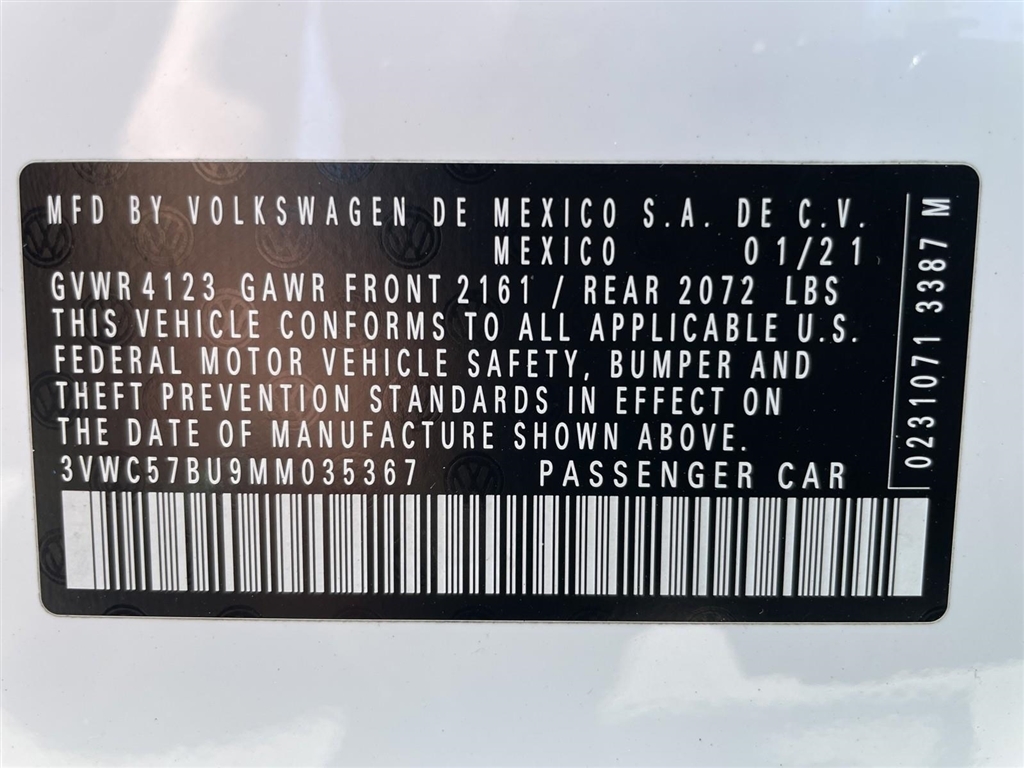 MFD BY VOLKSWAGEN DE MEXICO S.A. DE C.V.
MEXICO 01/21
GVWR 4123 GAWR FRONT 2161 / REAR 2072 LBS
THIS VEHICLE CONFORMS TO ALL APPLICABLE U.S.
FEDERAL MOTOR VEHICLE SAFETY, BUMPER AND
THEFT PREVENTION STANDARDS IN EFFECT ON
THE DATE OF MANUFACTURE SHOWN ABOVE.
3VWC57BU9MM035367 PASSENGER CAR
0231071 3387 M